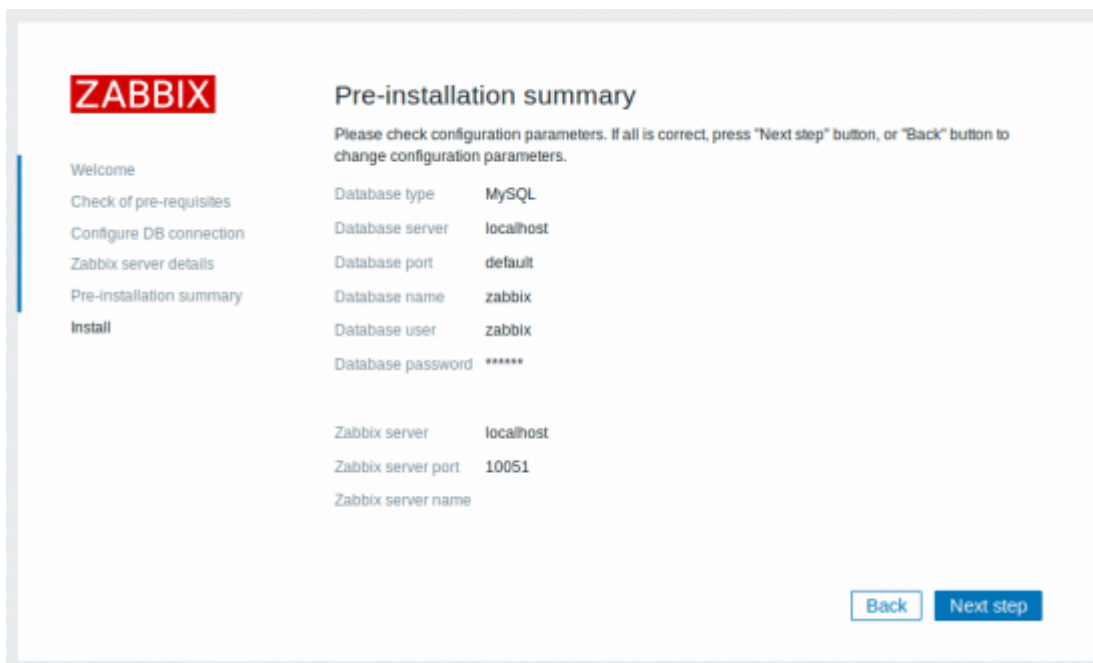 ZABBIX
Welcome
Check of pre-requisites
Configure DB connection
Zabbix server details
Pre-installation summary
Install
Pre-installation summary
Please check configuration parameters. If all is correct, press "Next step" button, or "Back" button to
change configuration parameters.
Database type MySQL
Database server localhost
Database port default
Database name zabbix
Database user zabbix
Database password ******
Zabbix server localhost
Zabbix server port 10051
Zabbix server name
Back Next step